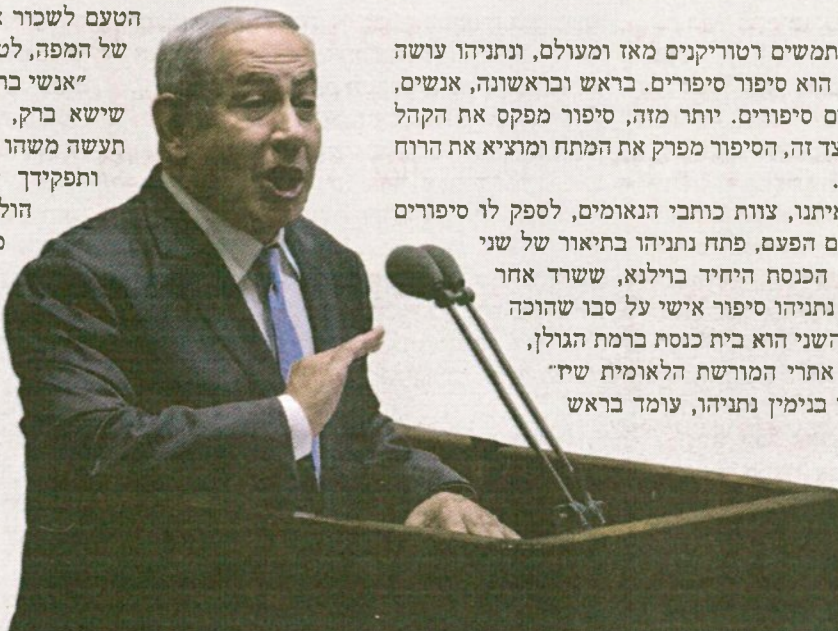 תמשים רטוריקנים מאז ומעולם, ונתניהו עושה
הוא סיפור סיפורים. בראש ובראשונה, אנשים,
ים סיפורים. יותר מזה, סיפור מפקס את הקהל
צד זה, הסיפור מפרק את המתח ומוציא את הרוח
איתנו, צוות כותבי הנאומים, לספק לו סיפורים
ם הפעם, פתח נתניהו בתיאור של שני
הכנסת היחיד בוילנא, ששרד אחר
נתניהו סיפור אישי על סבו שהוכה
השני הוא בית כנסת ברמת הגולן,
אתרי המורשת הלאומית שיז״
בנימין נתניהו, עומד בראש
הטעם לשכור
של המפה, לט
״אנשי בר
שישא ברק,
תעשה משהו
ותפקידך
הול